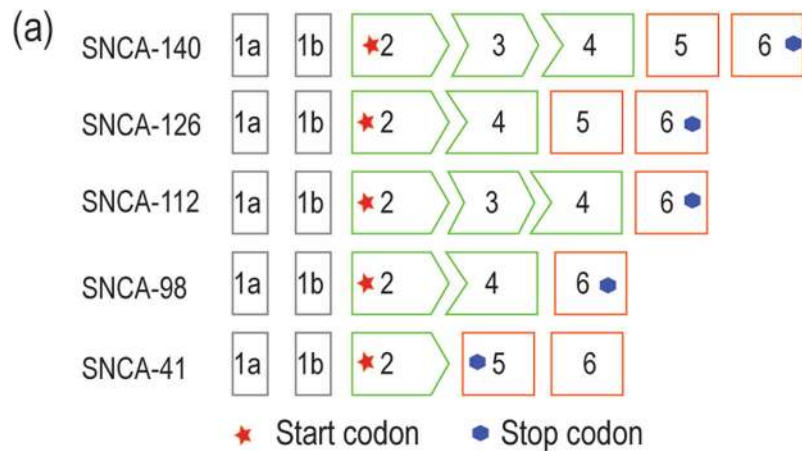 (a)
SNCA-140 1a 1b 2 3 4 5 6
SNCA-126 1a 1b 2 4 5 6
SNCA-112 1a 1b 2 3 4 6
SNCA-98 1a 1b 2 4 6
SNCA-41 1a 1b 2 5 6
Start codon Stop codon